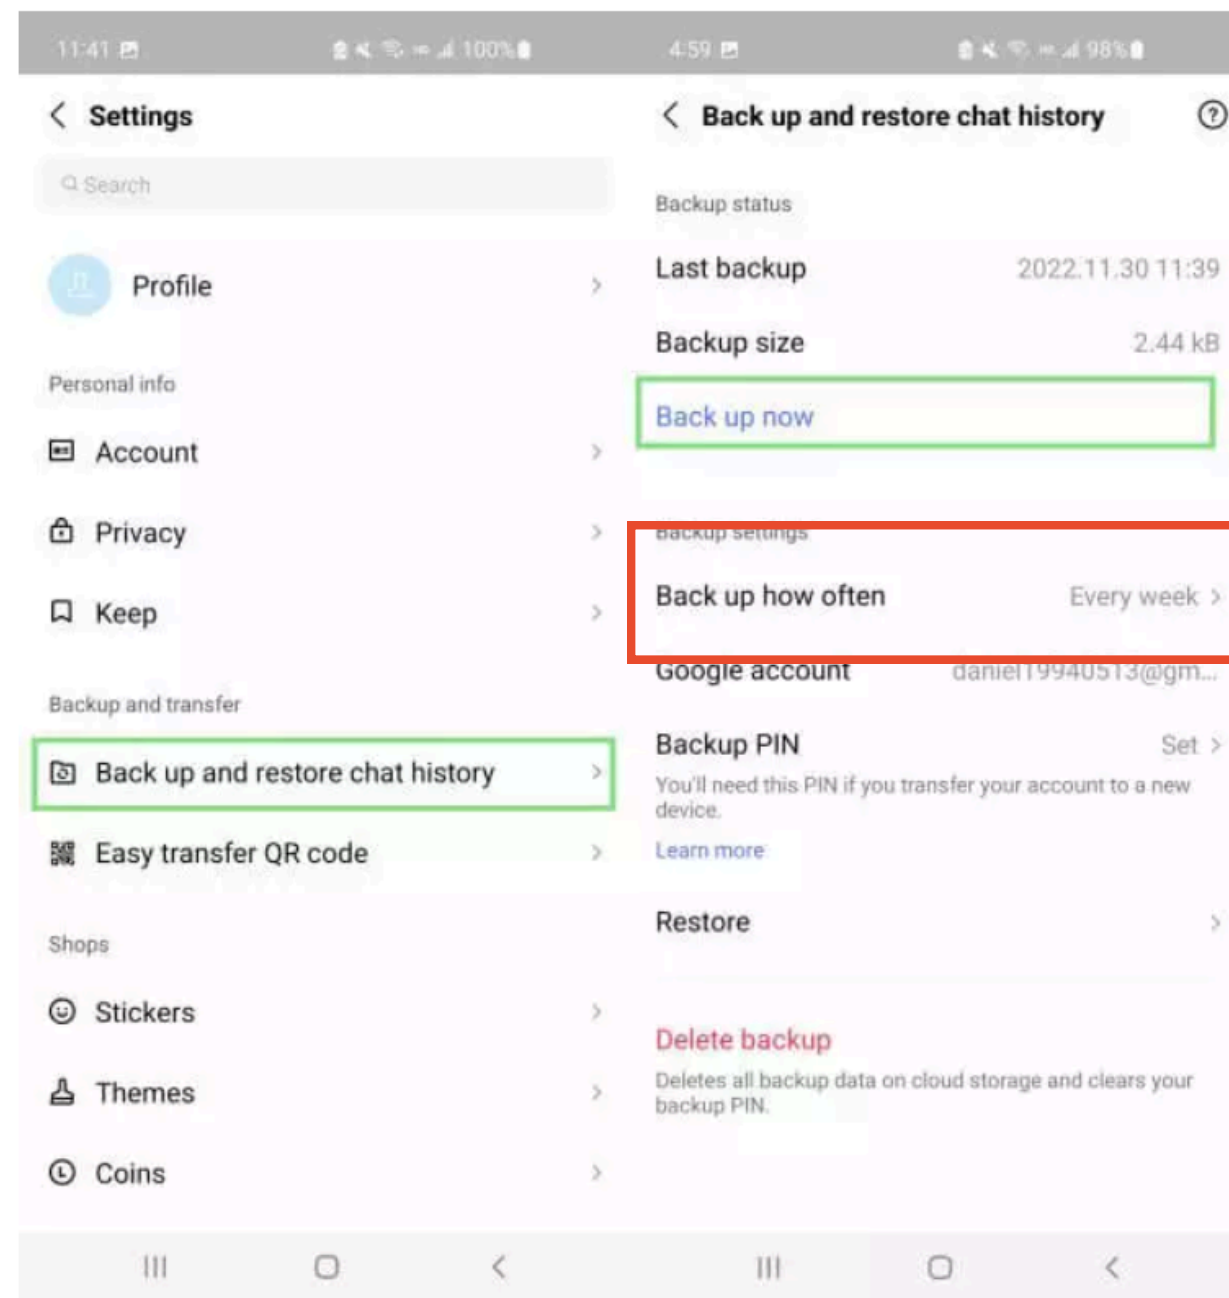 11:41
100%
Settings
Search
Profile
Personal info
Account
Privacy
Keep
Backup and transfer
Back up and restore chat history
Easy transfer QR code
Shops
Stickers
Themes
Coins
4:59
98%
Back up and restore chat history
Backup status
Last backup 2022.11.30 11:39
Backup size 2.44 kB
Back up now
Backup settings
Back up how often Every week
Google account daniel19940513@gm...
Backup PIN Set
You'll need this PIN if you transfer your account to a new
device.
Learn more
Restore
Delete backup
Deletes all backup data on cloud storage and clears your
backup PIN.